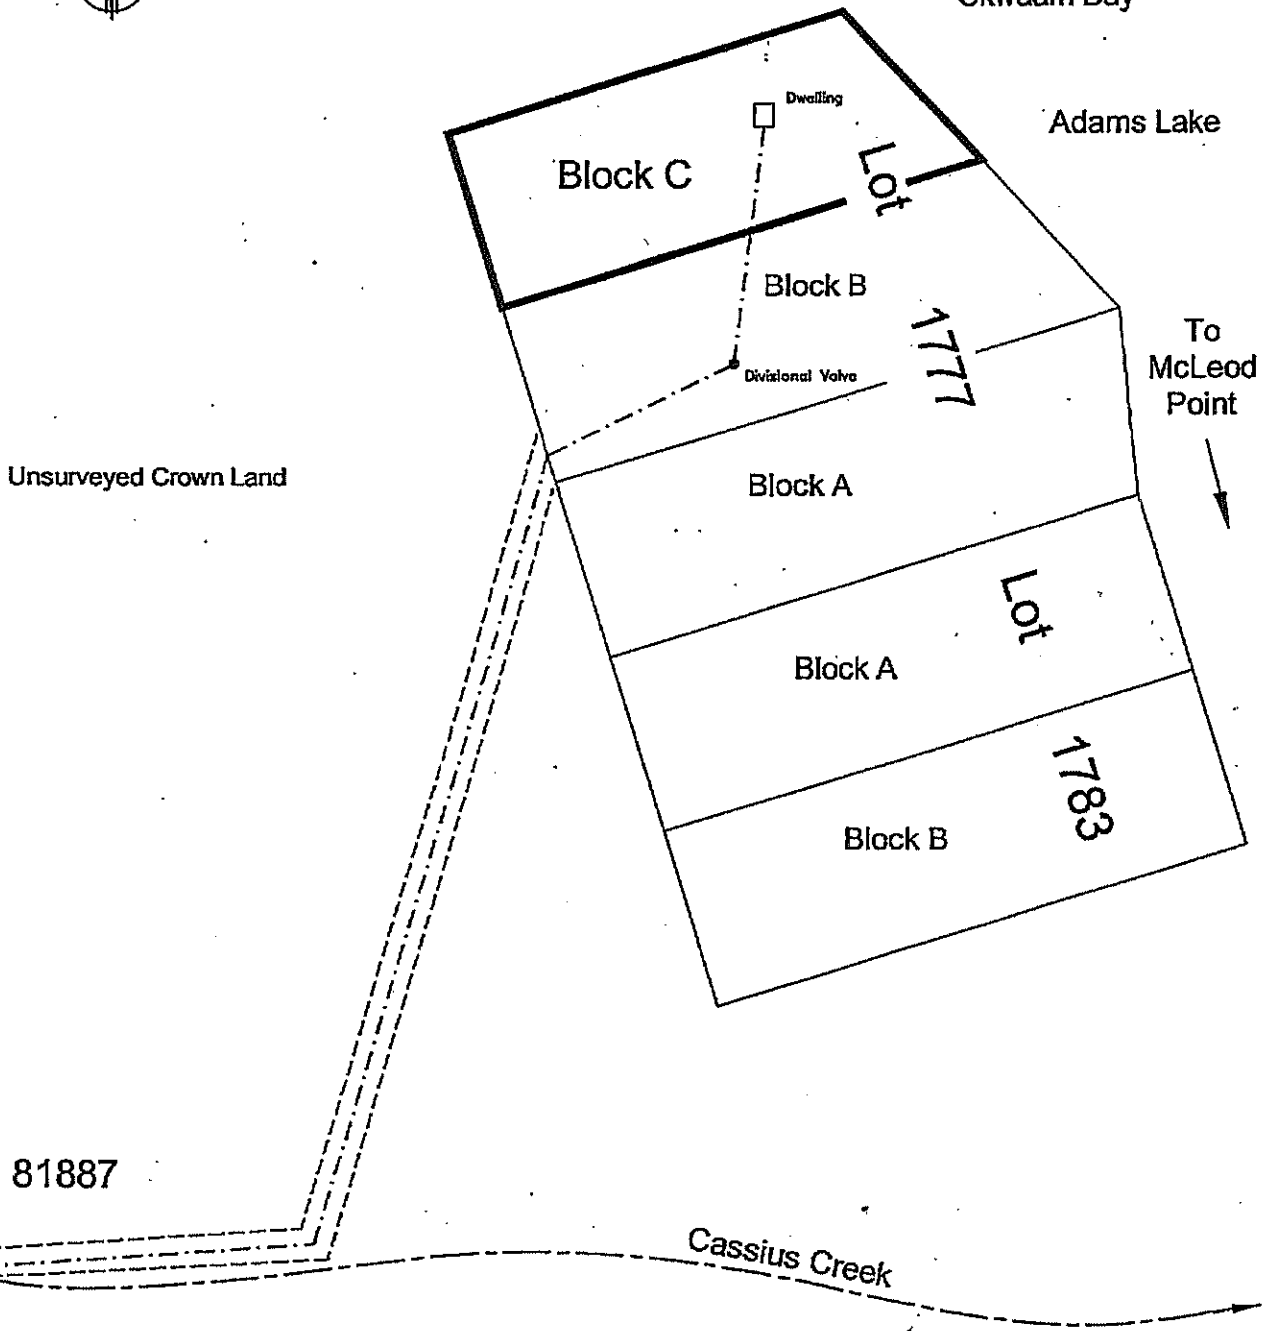 Dwelling
Adams Lake
Block C
Lot
Block B
1777
To
McLeod
Point
Divisional Valve
Unsurveyed Crown Land
Block A
Lot
Block A
1783
Block B
81887
Cassius Creek